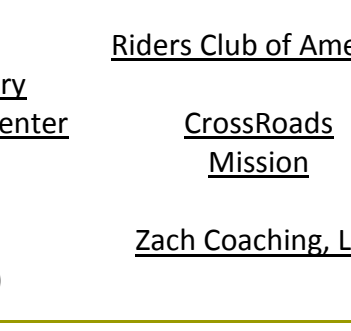 Riders Club of Ame
ry
enter
CrossRoads
Mission
Zach Coaching, L
)